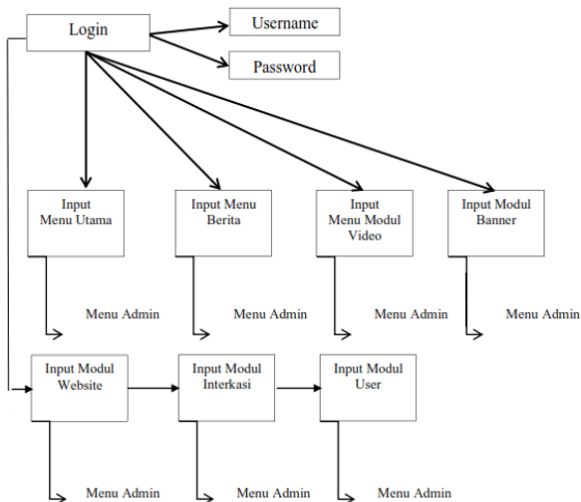 Login
Username
Password
Input
Menu Utama
Input Menu
Berita
Input
Menu Modul
Video
Input Modul
Banner
Menu Admin
Menu Admin
Menu Admin
Menu Admin
Input Modul
Website
Input Modul
Interkasi
Input Modul
User
Menu Admin
Menu Admin
Menu Admin